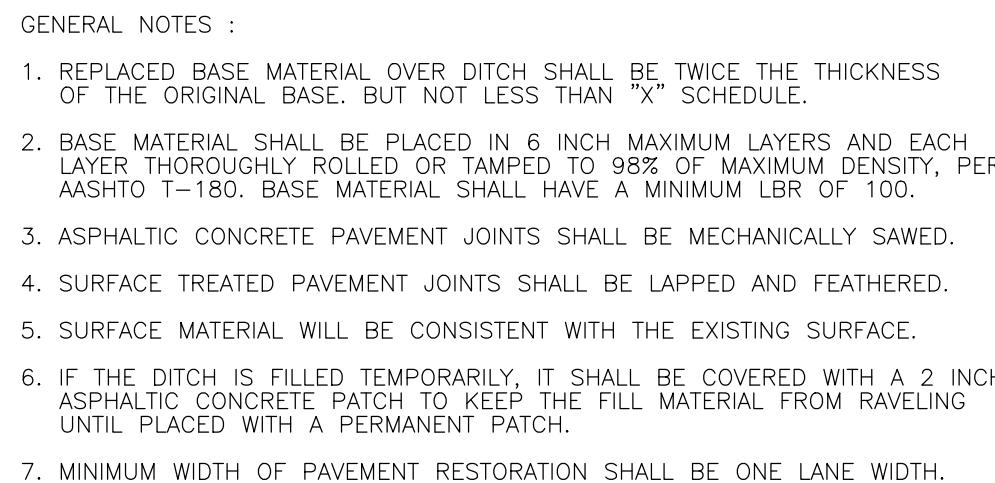 GENERAL NOTES :
1. REPLACED BASE MATERIAL OVER DITCH SHALL BE TWICE THE THICKNESS
OF THE ORIGINAL BASE. BUT NOT LESS THAN "X" SCHEDULE.
2. BASE MATERIAL SHALL BE PLACED IN 6 INCH MAXIMUM LAYERS AND EACH
LAYER THOROUGHLY ROLLED OR TAMPED TO 98% OF MAXIMUM DENSITY, PER
AASHTO T-180. BASE MATERIAL SHALL HAVE A MINIMUM LBR OF 100.
3. ASPHALTIC CONCRETE PAVEMENT JOINTS SHALL BE MECHANICALLY SAWED.
4. SURFACE TREATED PAVEMENT JOINTS SHALL BE LAPPED AND FEATHERED.
5. SURFACE MATERIAL WILL BE CONSISTENT WITH THE EXISTING SURFACE.
6. IF THE DITCH IS FILLED TEMPORARILY, IT SHALL BE COVERED WITH A 2 INCH
ASPHALTIC CONCRETE PATCH TO KEEP THE FILL MATERIAL FROM RAVELING
UNTIL PLACED WITH A PERMANENT PATCH.
7. MINIMUM WIDTH OF PAVEMENT RESTORATION SHALL BE ONE LANE WIDTH.